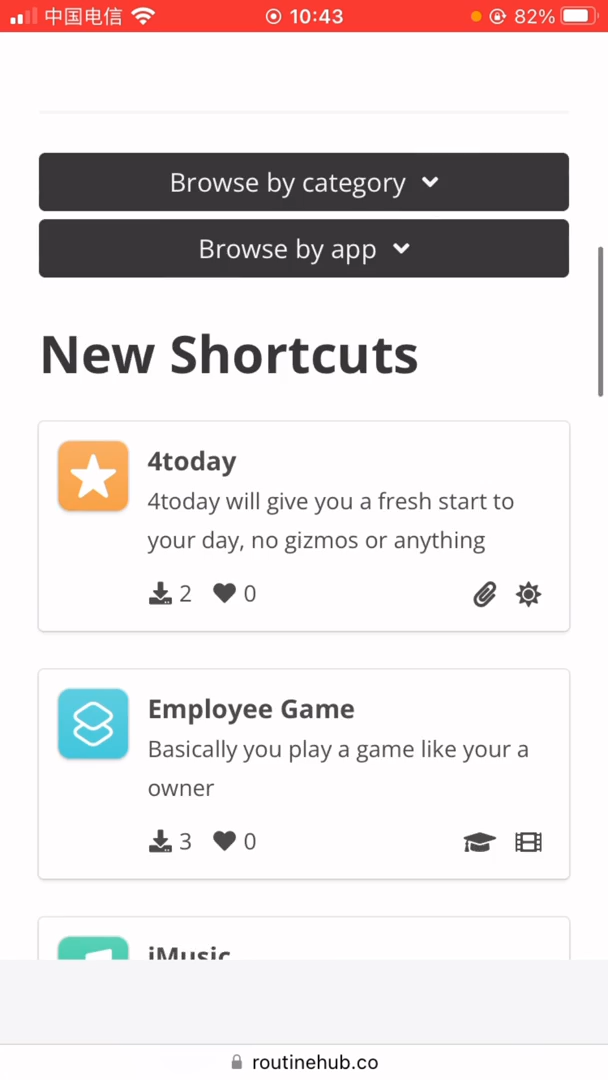 中国电信 10:43 82%
Browse by category
Browse by app
New Shortcuts
4today
4today will give you a fresh start to
your day, no gizmos or anything
2 0
Employee Game
Basically you play a game like your a
owner
3 0
iMusic
routinehub.co